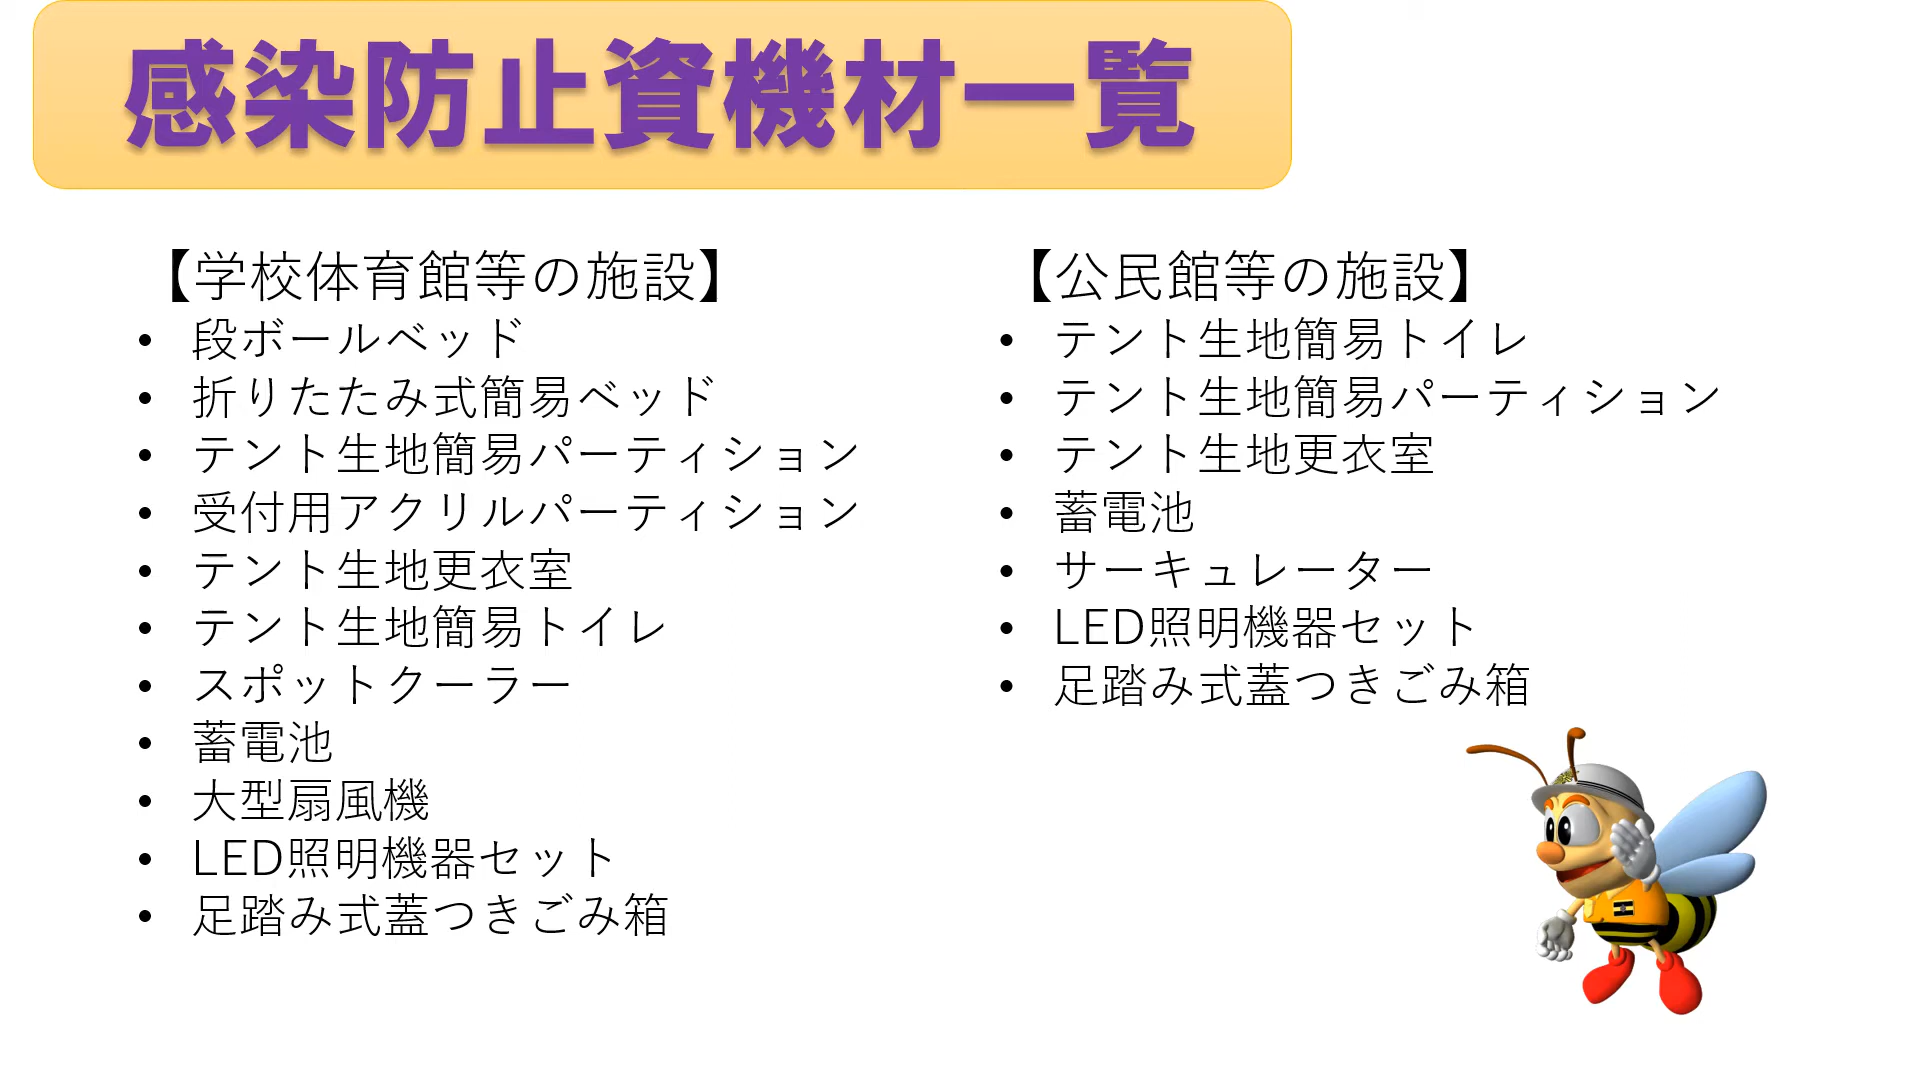 感染防止資機材一覧
【学校体育館等の施設】
• 段ボールベッド
• 折りたたみ式簡易ベッド
• テント生地簡易パーティション
• 受付用アクリルパーティション
• テント生地更衣室
• テント生地簡易トイレ
• スポットクーラー
• 蓄電池
• 大型扇風機
• LED照明機器セット
• 足踏み式蓋つきごみ箱
【公民館等の施設】
• テント生地簡易トイレ
• テント生地簡易パーティション
• テント生地更衣室
• 蓄電池
• サーキュレーター
• LED照明機器セット
• 足踏み式蓋つきごみ箱